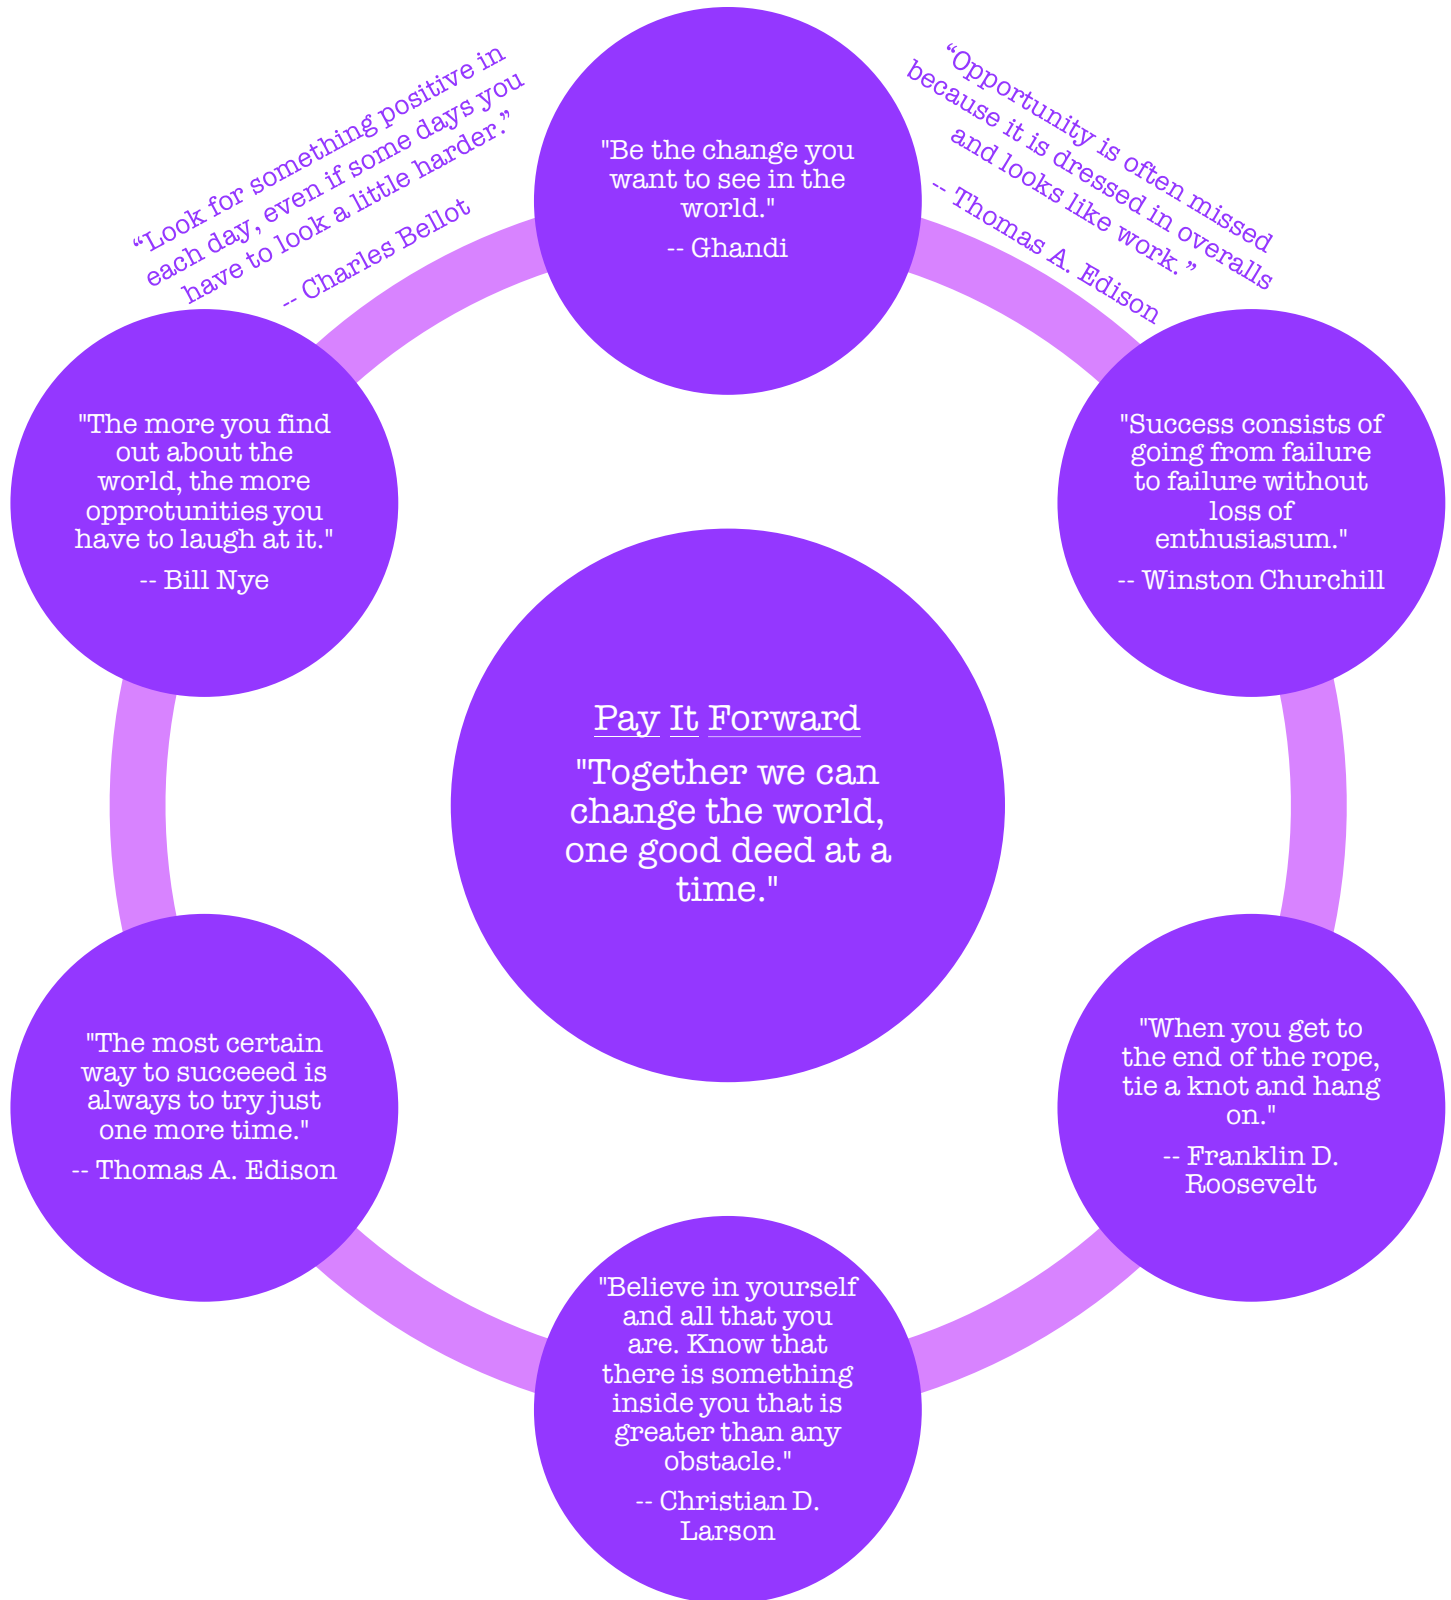 “Look for something positive in
each day, even if some days you
have to look a little harder.”
-- Charles Bellot
“Opportunity is often missed
because it is dressed in overalls
and looks like work.”
-- Thomas A. Edison
"Be the change you
want to see in the
world."
-- Ghandi
"The more you find
out about the
world, the more
opprotunities you
have to laugh at it."
-- Bill Nye
"Success consists of
going from failure
to failure without
loss of
enthusiasum."
-- Winston Churchill
Pay It Forward
"Together we can
change the world,
one good deed at a
time."
"The most certain
way to succeeed is
always to try just
one more time."
-- Thomas A. Edison
"When you get to
the end of the rope,
tie a knot and hang
on."
-- Franklin D.
Roosevelt
"Believe in yourself
and all that you
are. Know that
there is something
inside you that is
greater than any
obstacle."
-- Christian D.
Larson